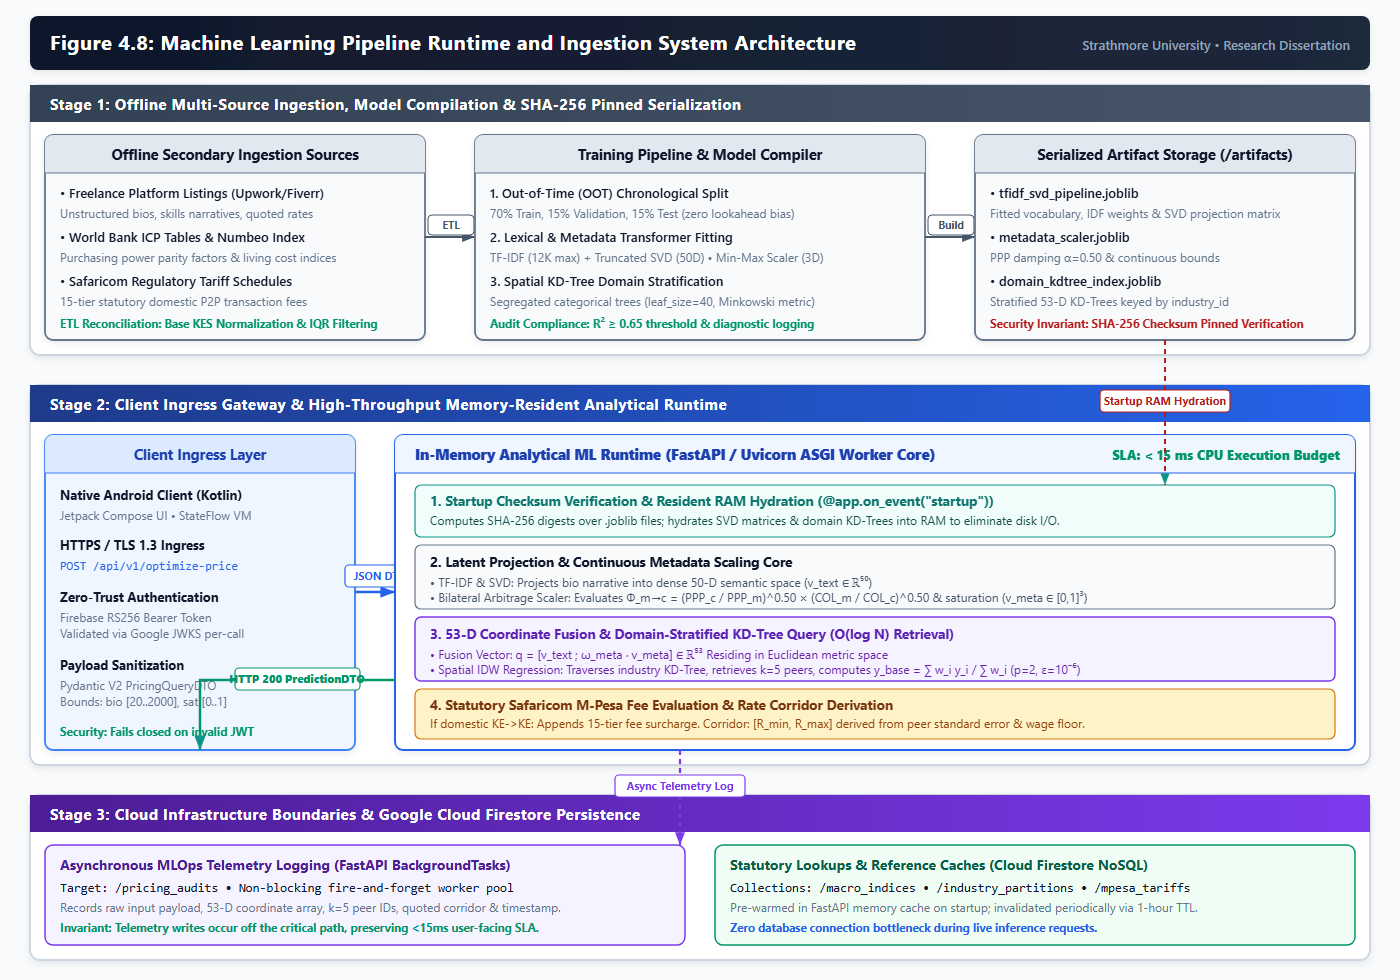 Figure 4.8: Machine Learning Pipeline Runtime and Ingestion System Architecture
Strathmore University • Research Dissertation
Stage 1: Offline Multi-Source Ingestion, Model Compilation & SHA-256 Pinned Serialization
Offline Secondary Ingestion Sources
• Freelance Platform Listings (Upwork/Fiverr)
Unstructured bios, skills narratives, quoted rates
• World Bank ICP Tables & Numbeo Index
Purchasing power parity factors & living cost indices
• Safaricom Regulatory Tariff Schedules
15-tier statutory domestic P2P transaction fees
ETL Reconciliation: Base KES Normalization & IQR Filtering
ETL
Training Pipeline & Model Compiler
1. Out-of-Time (OOT) Chronological Split
70% Train, 15% Validation, 15% Test (zero lookahead bias)
2. Lexical & Metadata Transformer Fitting
TF-IDF (12K max) + Truncated SVD (50D) • Min-Max Scaler (3D)
3. Spatial KD-Tree Domain Stratification
Segregated categorical trees (leaf_size=40, Minkowski metric)
Audit Compliance: R² ≥ 0.65 threshold & diagnostic logging
Build
Serialized Artifact Storage (/artifacts)
• tfidf_svd_pipeline.joblib
Fitted vocabulary, IDF weights & SVD projection matrix
• metadata_scaler.joblib
PPP damping α=0.50 & continuous bounds
• domain_kdtree_index.joblib
Stratified 53-D KD-Trees keyed by industry_id
Security Invariant: SHA-256 Checksum Pinned Verification
Stage 2: Client Ingress Gateway & High-Throughput Memory-Resident Analytical Runtime
Startup RAM Hydration
Client Ingress Layer
Native Android Client (Kotlin)
Jetpack Compose UI • StateFlow VM
HTTPS / TLS 1.3 Ingress
POST /api/v1/optimize-price
Zero-Trust Authentication
Firebase RS256 Bearer Token
Validated via Google JWKS per-call
Payload Sanitization
Pydantic V2 PricingQueryDTO
Bounds: bio [20..2000], sat [0..1]
Security: Fails closed on invalid JWT
JSON DT
HTTP 200 PredictionDTO
In-Memory Analytical ML Runtime (FastAPI / Uvicorn ASGI Worker Core)
SLA: < 15 ms CPU Execution Budget
1. Startup Checksum Verification & Resident RAM Hydration (@app.on_event("startup"))
Computes SHA-256 digests over .joblib files; hydrates SVD matrices & domain KD-Trees into RAM to eliminate disk I/O.
2. Latent Projection & Continuous Metadata Scaling Core
• TF-IDF & SVD: Projects bio narrative into dense 50-D semantic space (v_text ∈ ℝ⁵⁰)
• Bilateral Arbitrage Scaler: Evaluates Φ_m→c = (PPP_c / PPP_m)^0.50 × (COL_m / COL_c)^0.50 & saturation (v_meta ∈ [0,1]³)
3. 53-D Coordinate Fusion & Domain-Stratified KD-Tree Query (O(log N) Retrieval)
• Fusion Vector: q = [v_text ; ω_meta · v_meta] ∈ ℝ⁵³ Residing in Euclidean metric space
• Spatial IDW Regression: Traverses industry KD-Tree, retrieves k=5 peers, computes y_base = ∑ w_i y_i / ∑ w_i (p=2, ε=10⁻⁶)
4. Statutory Safaricom M-Pesa Fee Evaluation & Rate Corridor Derivation
If domestic KE->KE: Appends 15-tier fee surcharge. Corridor: [R_min, R_max] derived from peer standard error & wage floor.
Async Telemetry Log
Stage 3: Cloud Infrastructure Boundaries & Google Cloud Firestore Persistence
Asynchronous MLOps Telemetry Logging (FastAPI BackgroundTasks)
Target: /pricing_audits • Non-blocking fire-and-forget worker pool
Records raw input payload, 53-D coordinate array, k=5 peer IDs, quoted corridor & timestamp.
Invariant: Telemetry writes occur off the critical path, preserving <15ms user-facing SLA.
Statutory Lookups & Reference Caches (Cloud Firestore NoSQL)
Collections: /macro_indices • /industry_partitions • /mpesa_tariffs
Pre-warmed in FastAPI memory cache on startup; invalidated periodically via 1-hour TTL.
Zero database connection bottleneck during live inference requests.